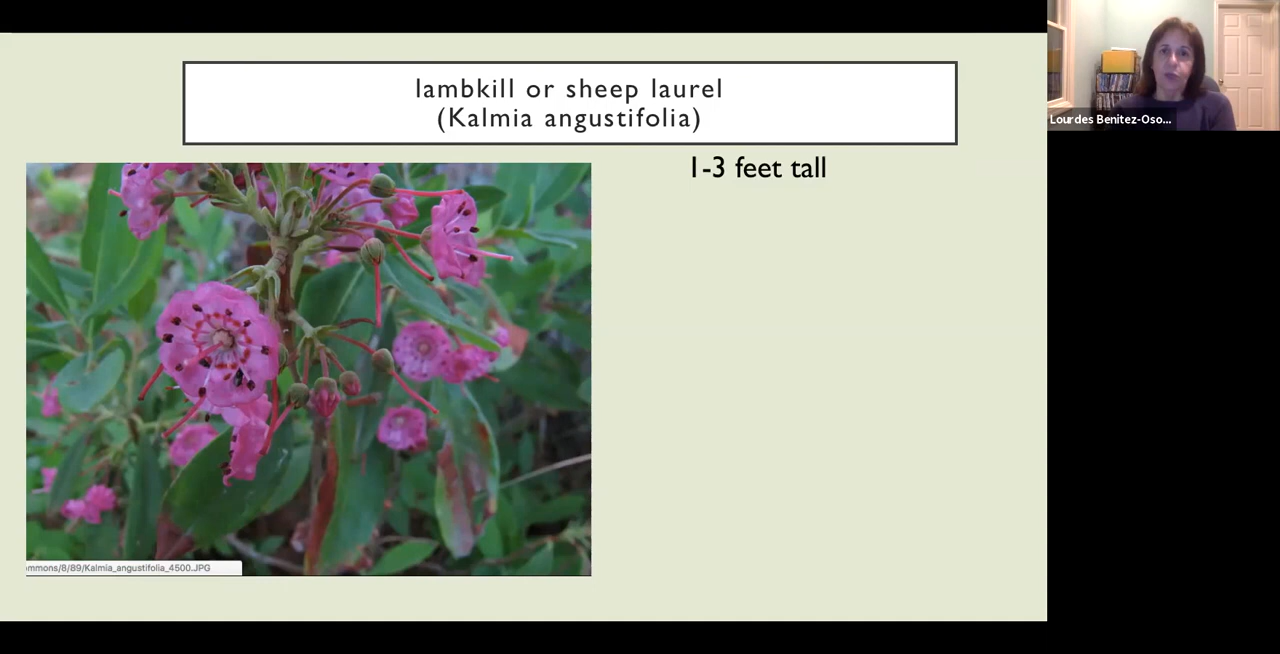 lambkill or sheep laurel
(Kalmia angustifolia)
1-3 feet tall
Lourdes Benitez-Oso...
mmons/8/89/Kalmia_angustifolia_4500.JPG